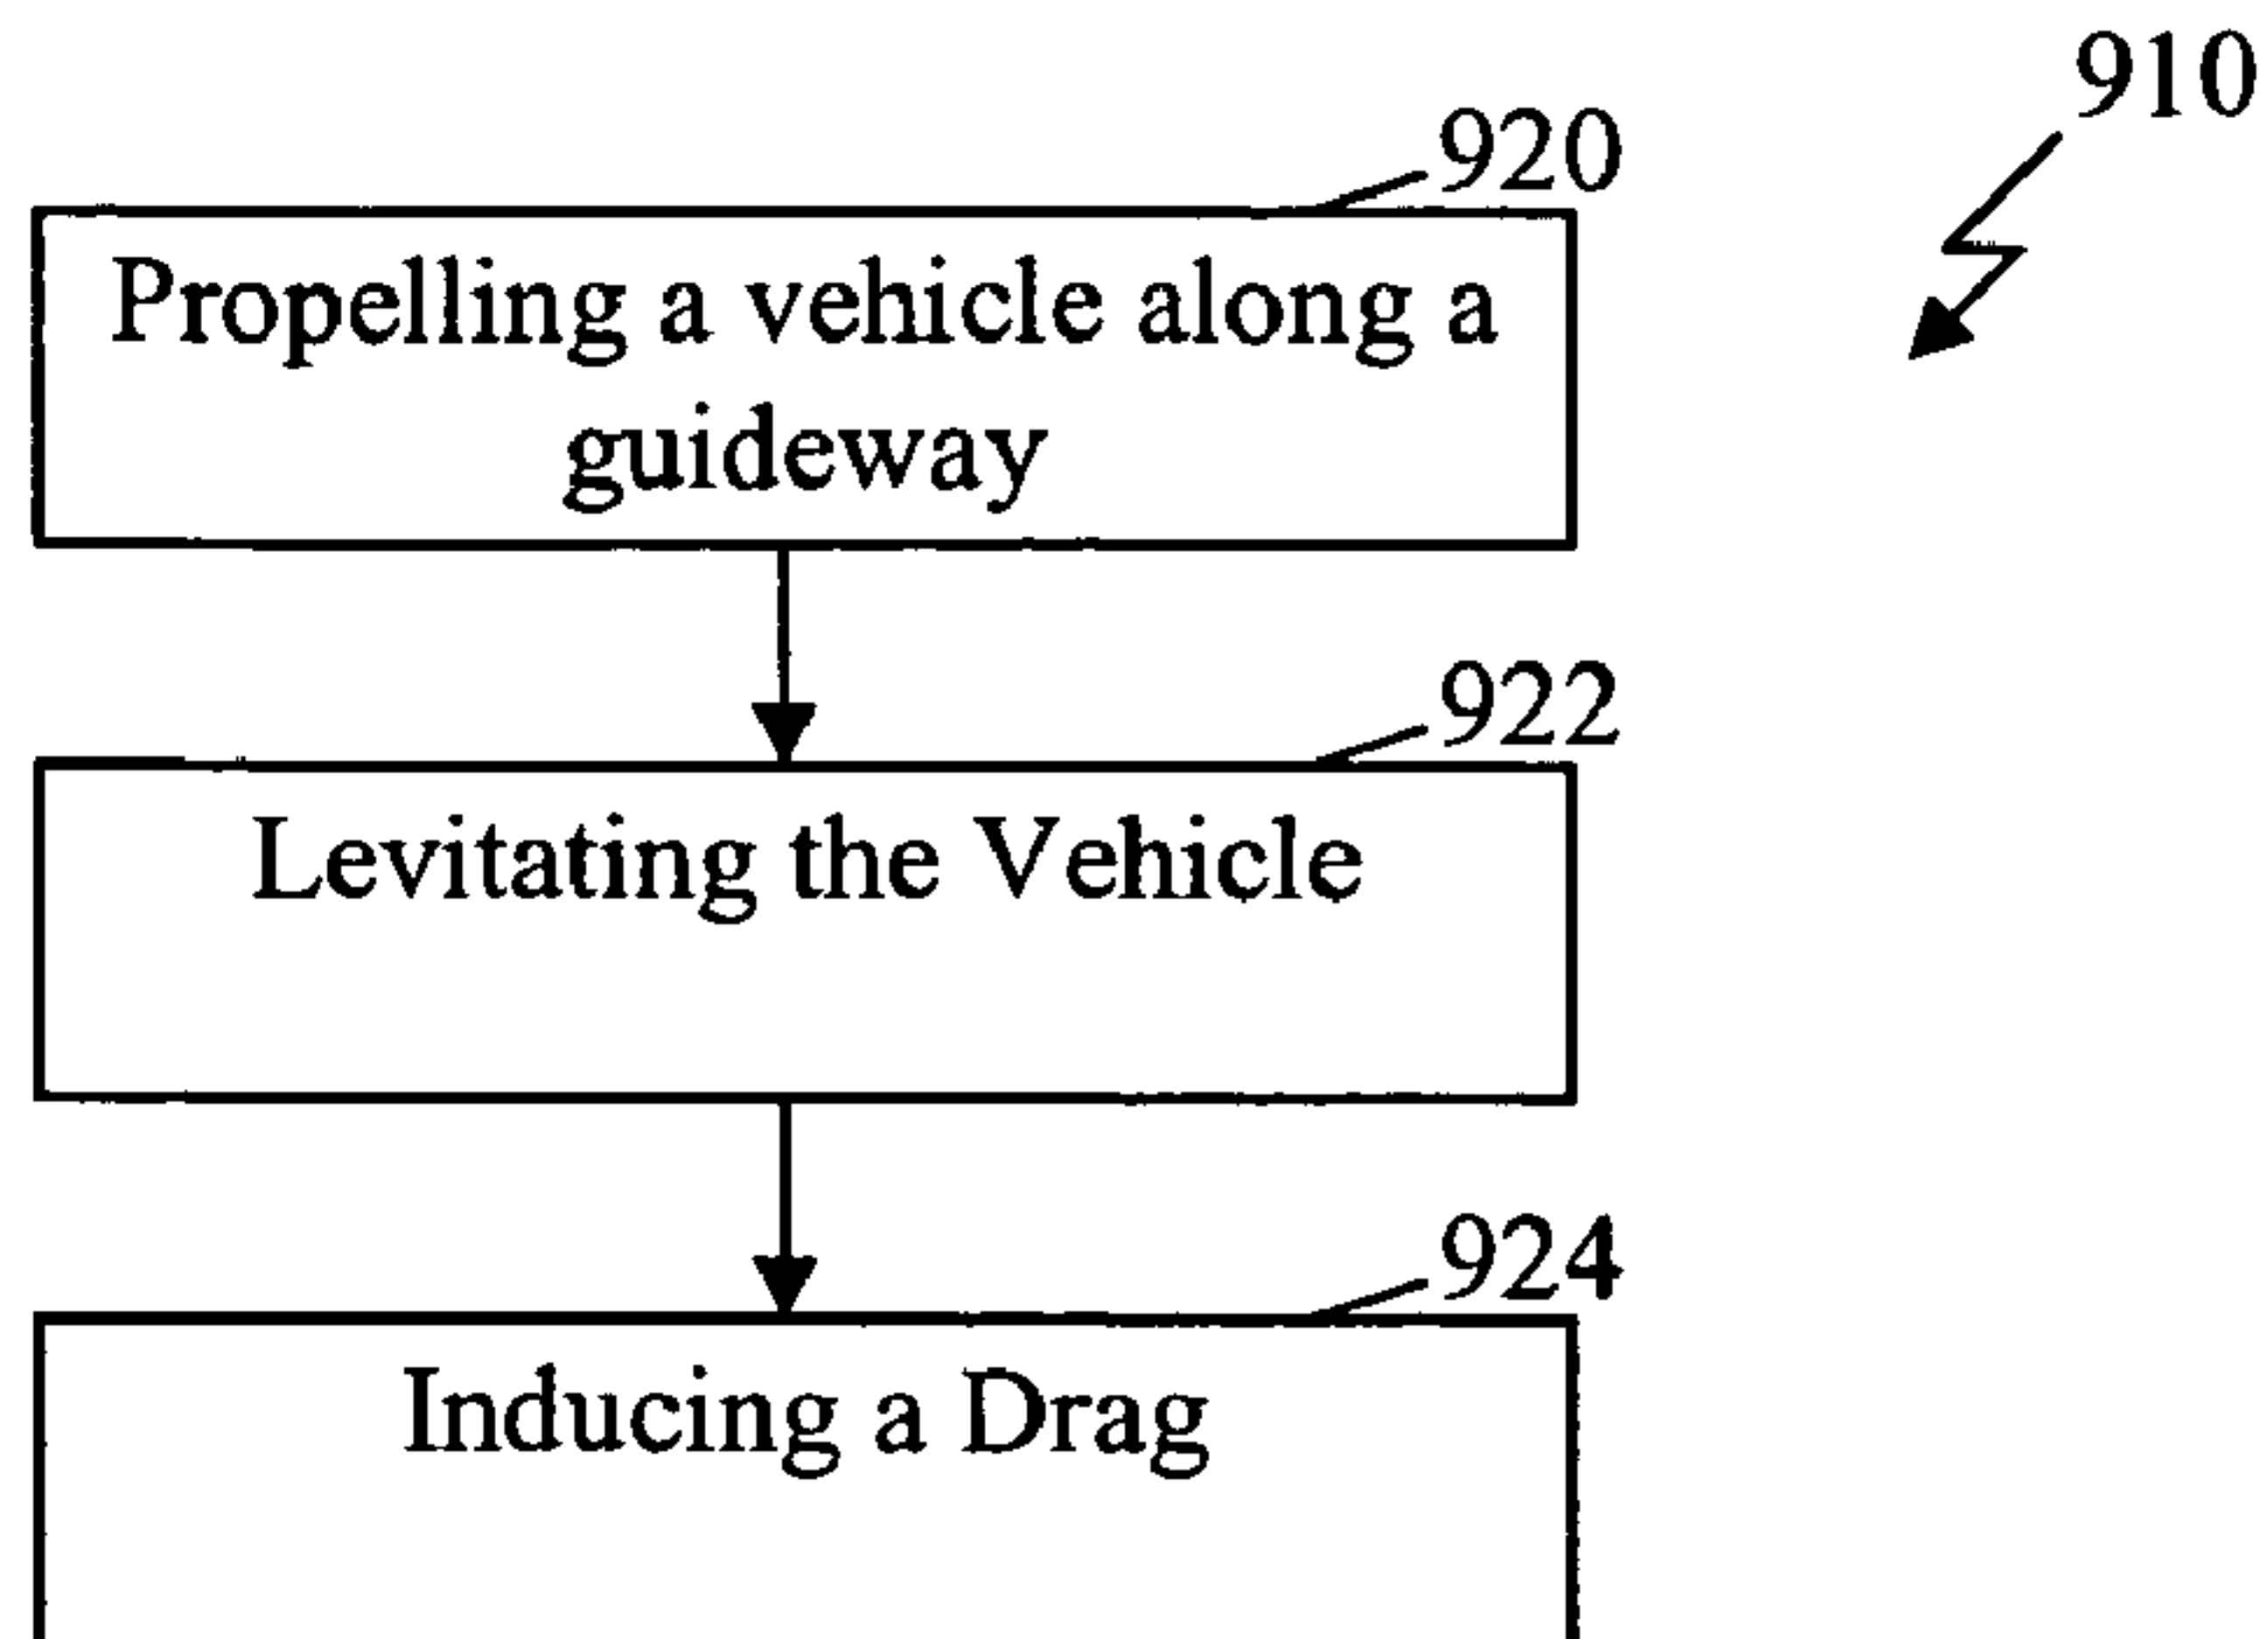 910
920
Propelling a vehicle along a
guideway
922
Levitating the Vehicle
924
Inducing a Drag